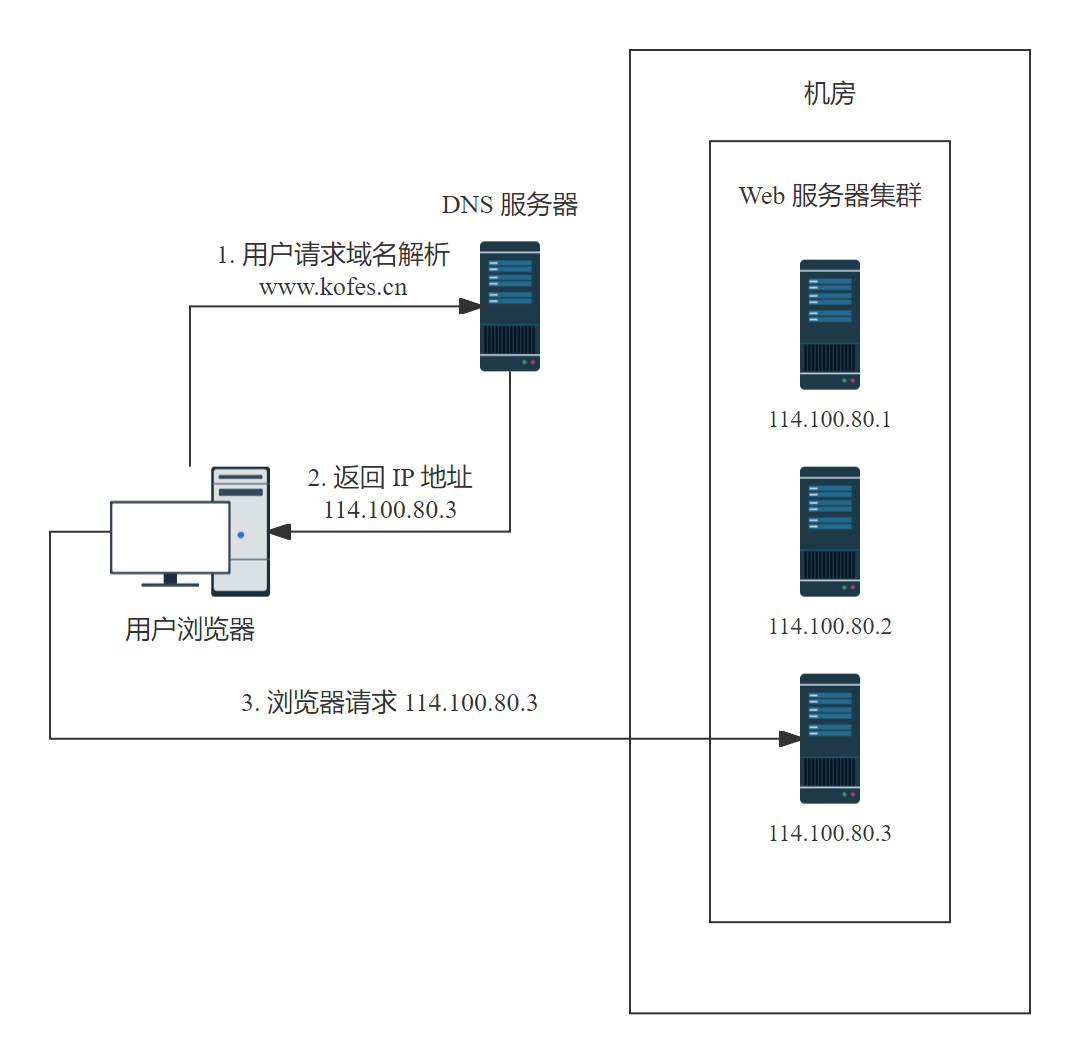 机房
Web 服务器集群
DNS 服务器
1. 用户请求域名解析
www.kofes.cn
114.100.80.1
2. 返回 IP 地址
114.100.80.3
用户浏览器
114.100.80.2
3. 浏览器请求 114.100.80.3
114.100.80.3